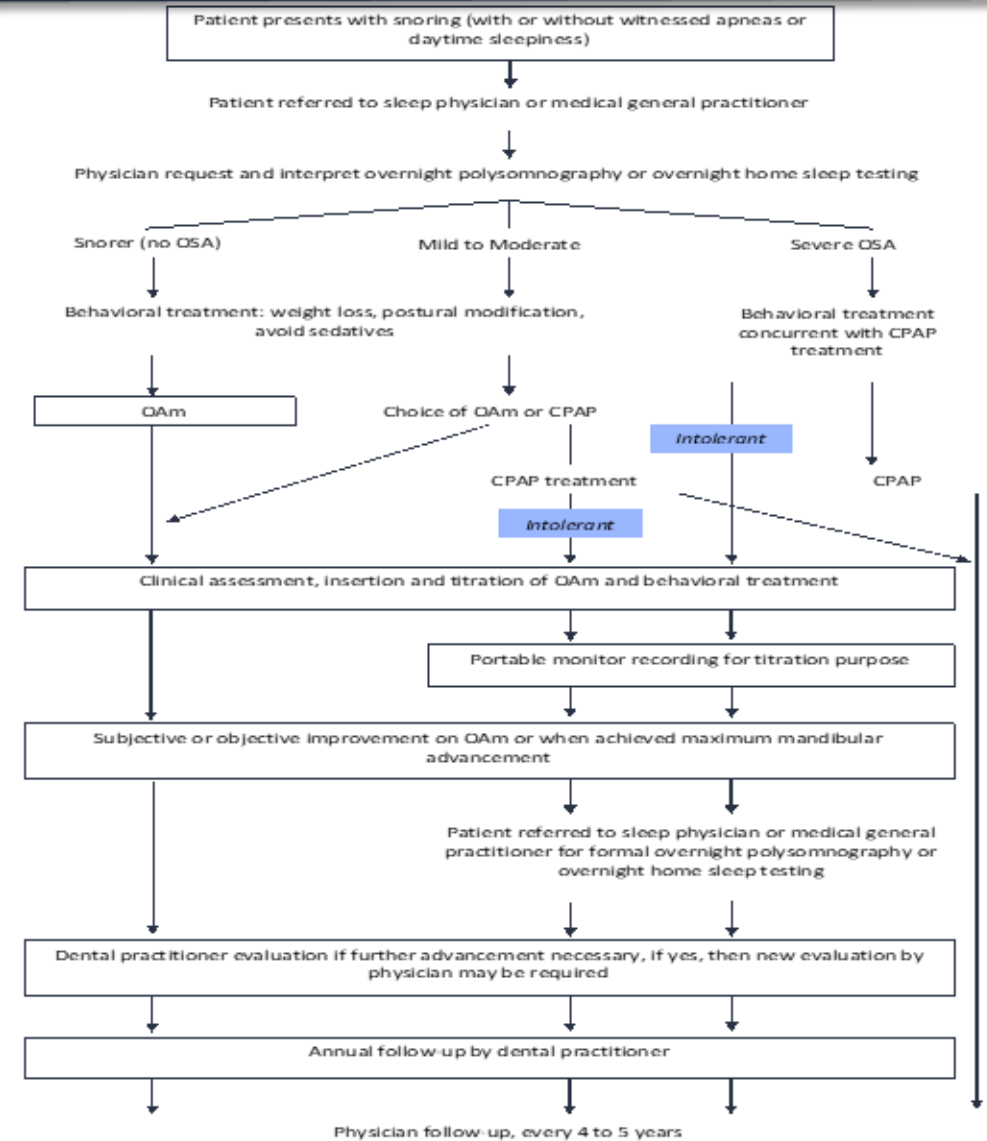 Patient presents with snoring (with or without witnessed apneas or
daytime sleepiness)
Patient referred to sleep physician or medical general practitioner
Physician request and interpret overnight polysomnography or overnight home sleep testing
Snorer (no OSA)
Mild to Moderate
Severe OSA
Behavioral treatment: weight loss, postural modification,
avoid sedatives
Behavioral treatment
concurrent with CPAP
treatment
OAm
Choice of OAm or CPAP
Intolerant
CPAP treatment
CPAP
Intolerant
Clinical assessment, insertion and titration of OAm and behavioral treatment
Portable monitor recording for titration purpose
Subjective or objective improvement on OAm or when achieved maximum mandibular
advancement
Patient referred to sleep physician or medical general
practitioner for formal overnight polysomnography or
overnight home sleep testing
Dental practitioner evaluation if further advancement necessary, if yes, then new evaluation by
physician may be required
Annual follow-up by dental practitioner
Physician follow-up, every 4 to 5 years